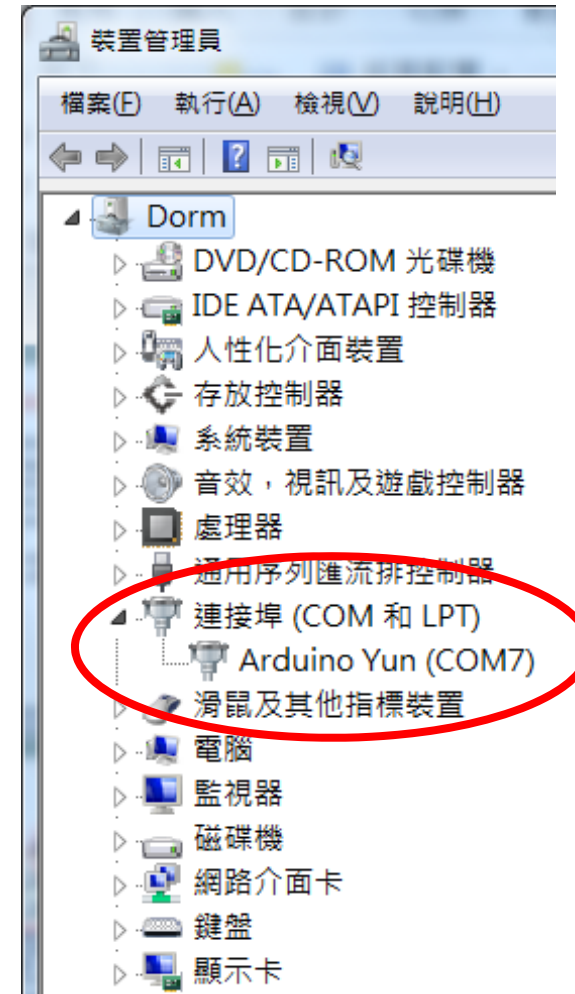 裝置管理員
檔案(F) 執行(A) 檢視(V) 說明(H)
Dorm
DVD/CD-ROM 光碟機
IDE ATA/ATAPI 控制器
人性化介面裝置
存放控制器
系統裝置
音效，視訊及遊戲控制器
處理器
通用序列匯流排控制器
連接埠 (COM 和 LPT)
Arduino Yun (COM7)
滑鼠及其他指標裝置
電腦
監視器
磁碟機
網路介面卡
鍵盤
顯示卡